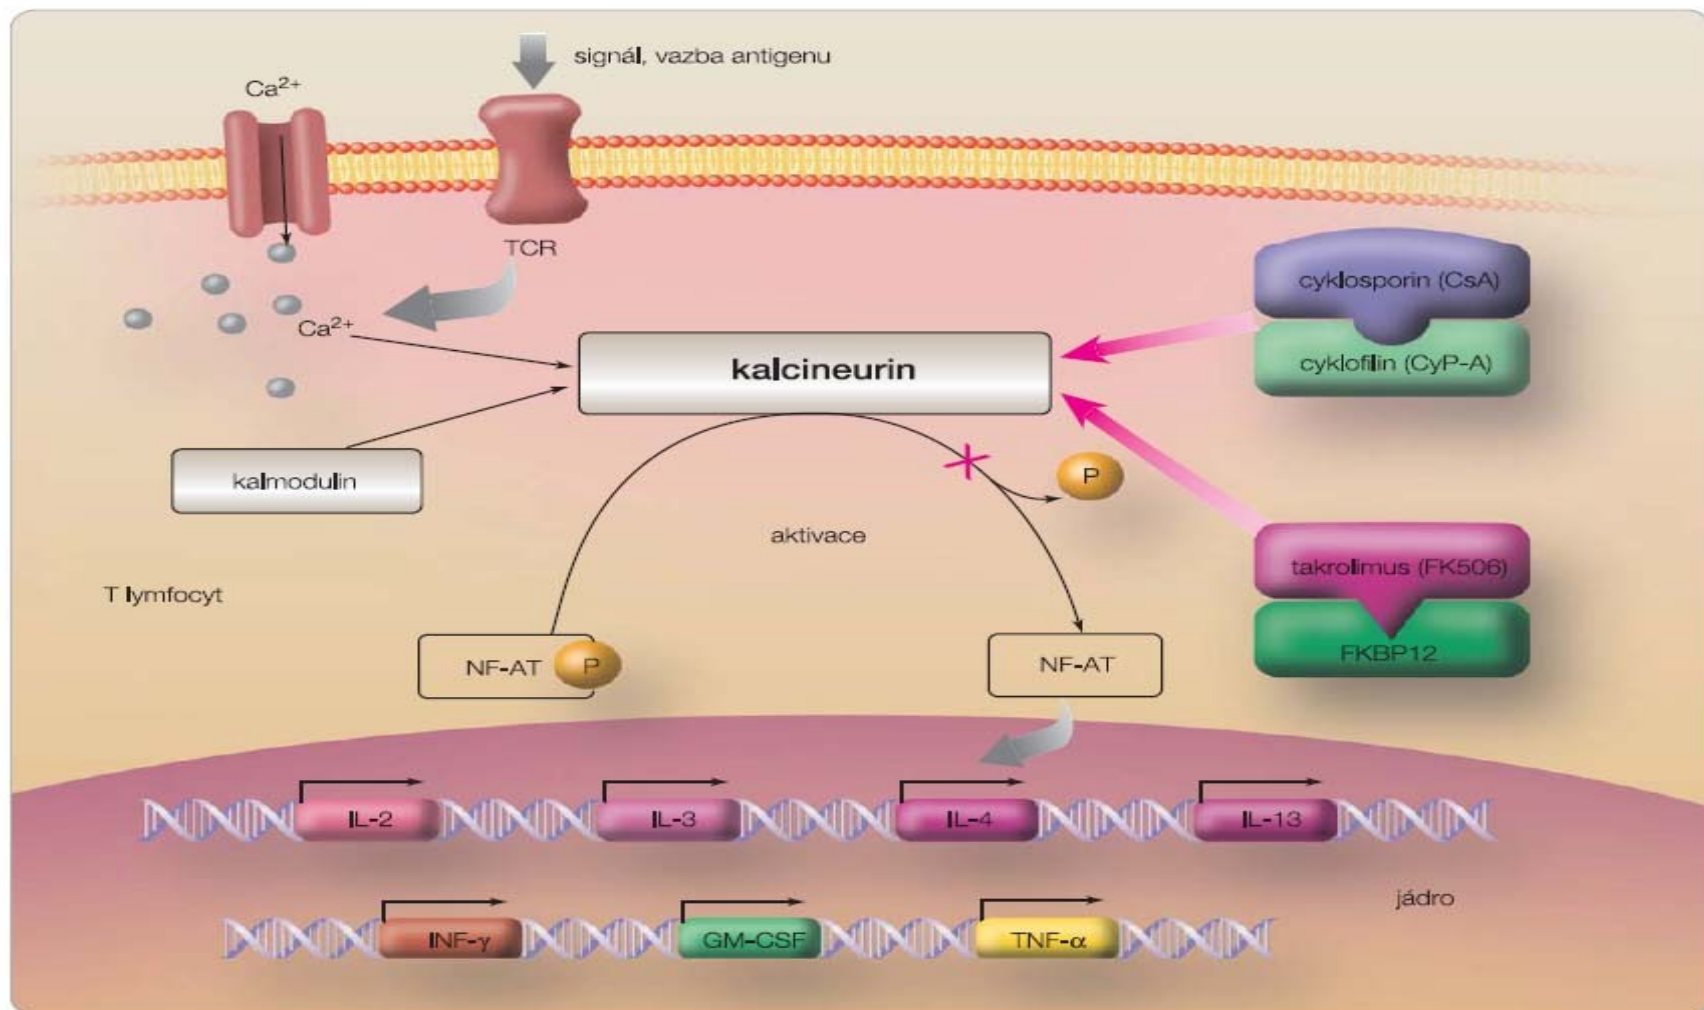 signál, vazba antigenu
Ca²⁺
TCR
cyklosporin (CsA)
Ca²⁺
kalcineurin
cyklofilin (CyP-A)
kalmodulin
P
aktivace
takrolimus (FK506)
T lymfocyt
NF-AT P
NF-AT
FKBP12
IL-2
IL-3
IL-4
IL-13
jádro
INF-γ
GM-CSF
TNF-α